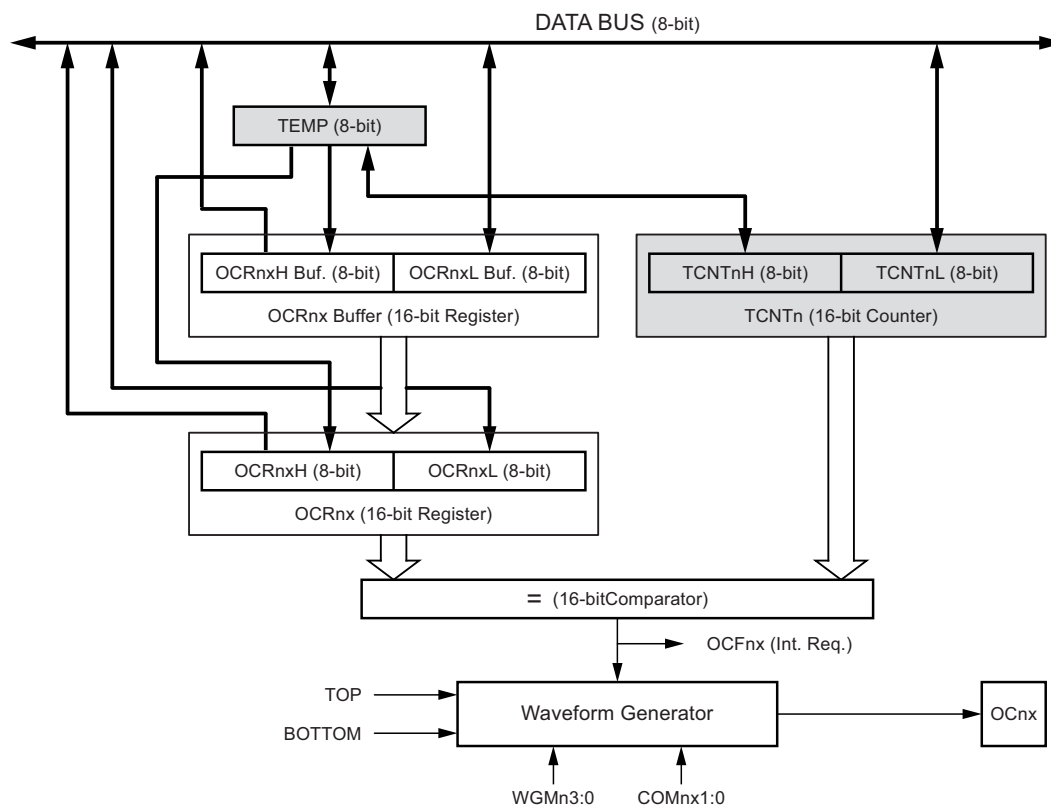 DATA BUS (8-bit)
TEMP (8-bit)
OCRnxH Buf. (8-bit)
OCRnxL Buf. (8-bit)
OCRnx Buffer (16-bit Register)
TCNTnH (8-bit)
TCNTnL (8-bit)
TCNTn (16-bit Counter)
OCRnxH (8-bit)
OCRnxL (8-bit)
OCRnx (16-bit Register)
= (16-bitComparator)
OCFnx (Int. Req.)
TOP
BOTTOM
Waveform Generator
OCnx
WGMn3:0
COMnx1:0